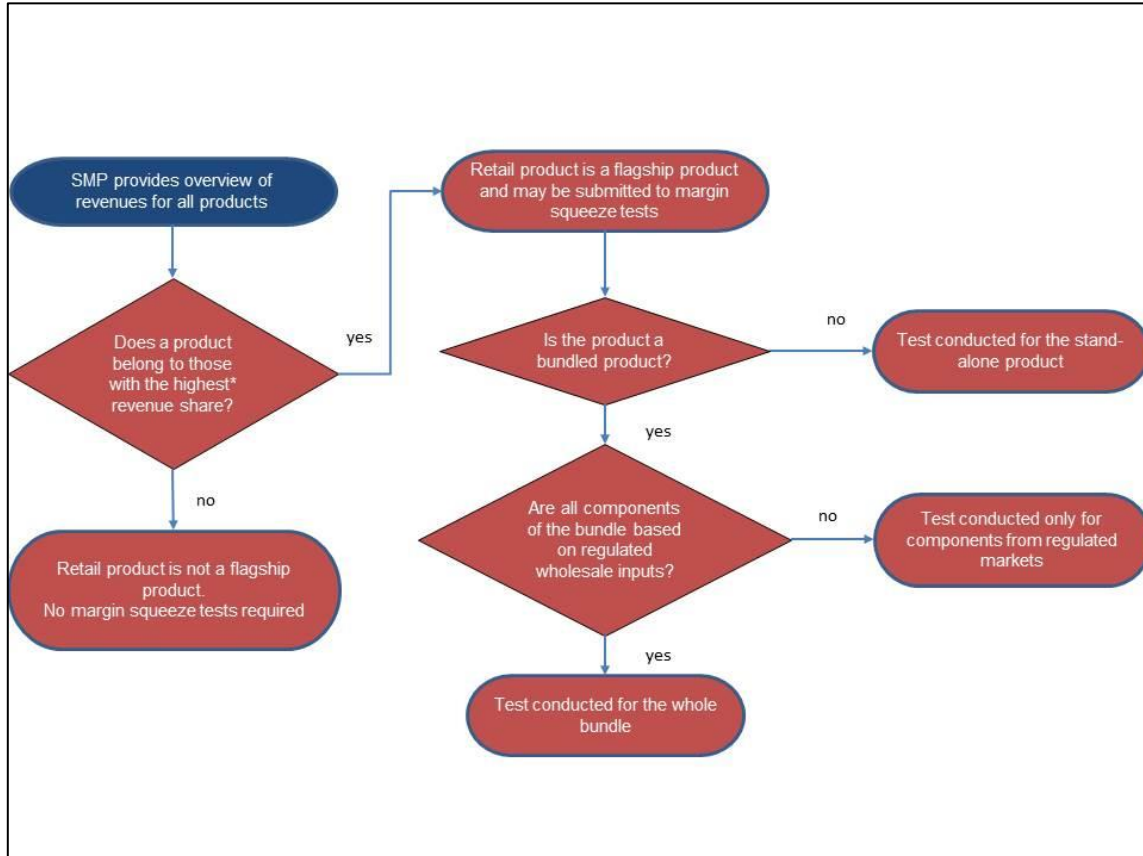 SMP provides overview of
revenues for all products
Does a product
belong to those
with the highest*
revenue share?
yes
no
Retail product is not a flagship
product.
No margin squeeze tests required
Retail product is a flagship product
and may be submitted to margin
squeeze tests
Is the product a
bundled product?
no
Test conducted for the stand-
alone product
yes
Are all components
of the bundle based
on regulated
wholesale inputs?
no
Test conducted only for
components from regulated
markets
yes
Test conducted for the whole
bundle